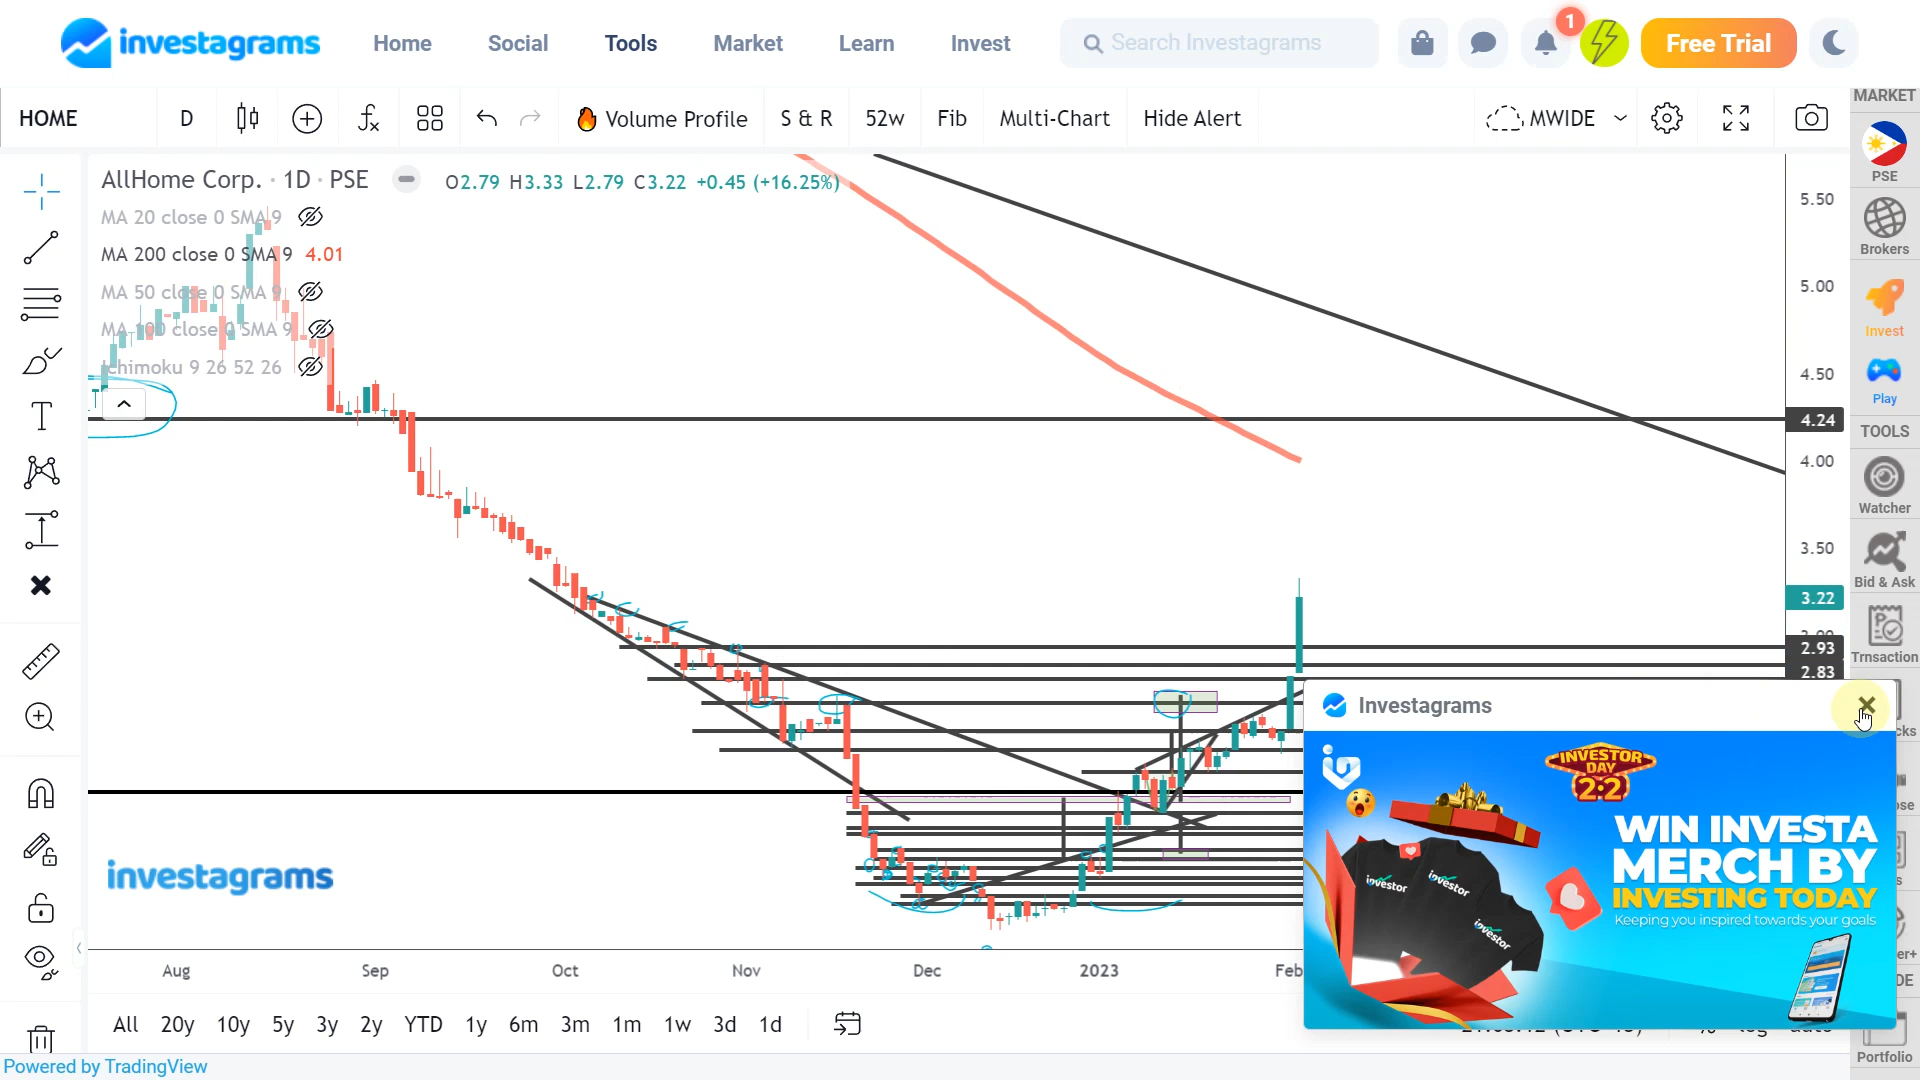 investagrams
Home
Social
Tools
Market
Learn
Invest
Search Investagrams
1
Free Trial
HOME
D
Volume Profile
S & R
52w
Fib
Multi-Chart
Hide Alert
MWIDE
MARKET
PSE
Brokers
Invest
Play
TOOLS
Watcher
Bid & Ask
Trnsaction
Portfolio
AllHome Corp. · 1D · PSE
O2.79 H3.33 L2.79 C3.22 +0.45 (+16.25%)
MA 20 close 0 SMA 9
MA 200 close 0 SMA 9 4.01
MA 50 close 0 SMA 9
MA 100 close 0 SMA 9
Ichimoku 9 26 52 26
5.50
5.00
4.50
4.24
4.00
3.50
3.22
2.93
2.83
Investagrams
INVESTOR
DAY
2:2
WIN INVESTA
MERCH BY
INVESTING TODAY
Keeping you inspired towards your goals
investor
investor
investor
investagrams
Aug
Sep
Oct
Nov
Dec
2023
Feb
All
20y
10y
5y
3y
2y
YTD
1y
6m
3m
1m
1w
3d
1d
Powered by TradingView